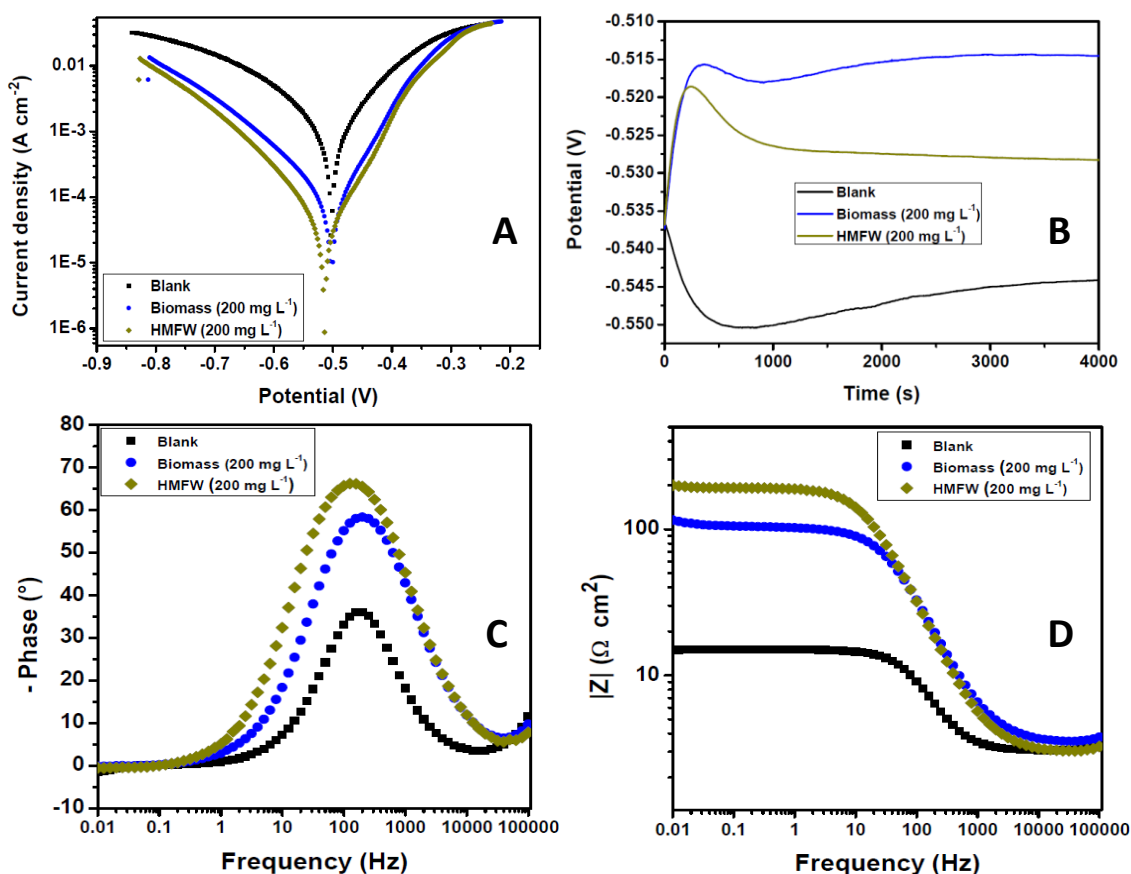 Current density (A cm⁻²)
0.01
1E-3
1E-4
1E-5
1E-6
A
Blank
Biomass (200 mg L⁻¹)
HMFW (200 mg L⁻¹)
-0.9 -0.8 -0.7 -0.6 -0.5 -0.4 -0.3 -0.2
Potential (V)
Potential (V)
-0.510
-0.515
-0.520
-0.525
-0.530
-0.535
-0.540
-0.545
-0.550
Blank
Biomass (200 mg L⁻¹)
HMFW (200 mg L⁻¹)
B
0 1000 2000 3000 4000
Time (s)
- Phase (°)
80
70
60
50
40
30
20
10
0
-10
Blank
Biomass (200 mg L⁻¹)
HMFW (200 mg L⁻¹)
C
0.01 0.1 1 10 100 1000 10000 100000
Frequency (Hz)
|Z| (Ω cm2)
100
10
Blank
Biomass (200 mg L⁻¹)
HMFW (200 mg L⁻¹)
D
0.01 0.1 1 10 100 1000 10000 100000
Frequency (Hz)